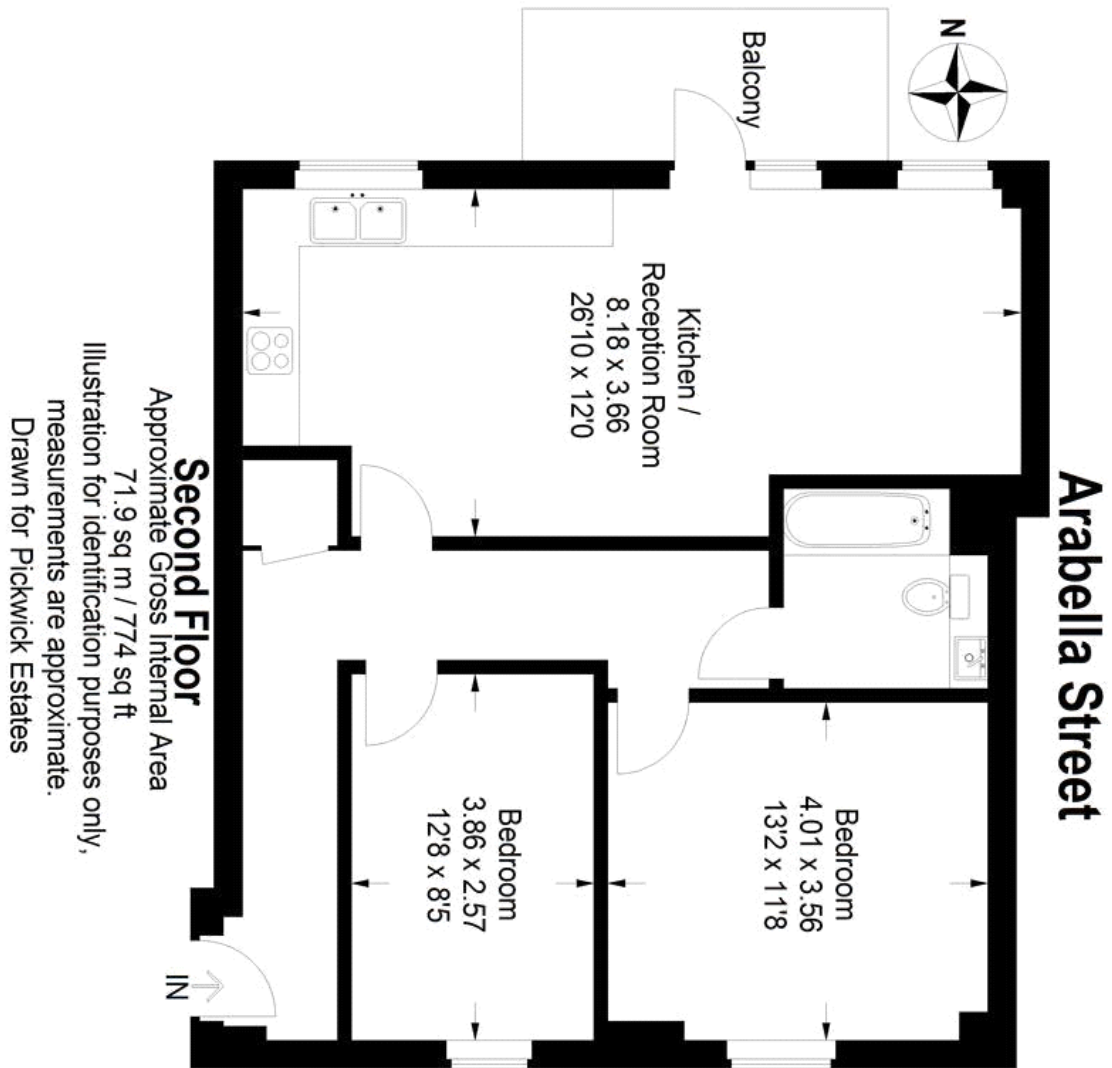 Arabella Street
N
Balcony
Kitchen /
Reception Room
8.18 x 3.66
26'10 x 12'0
Bedroom
4.01 x 3.56
13'2 x 11'8
Bedroom
3.86 x 2.57
12'8 x 8'5
IN
Second Floor
Approximate Gross Internal Area
71.9 sq m / 774 sq ft
Illustration for identification purposes only,
measurements are approximate.
Drawn for Pickwick Estates